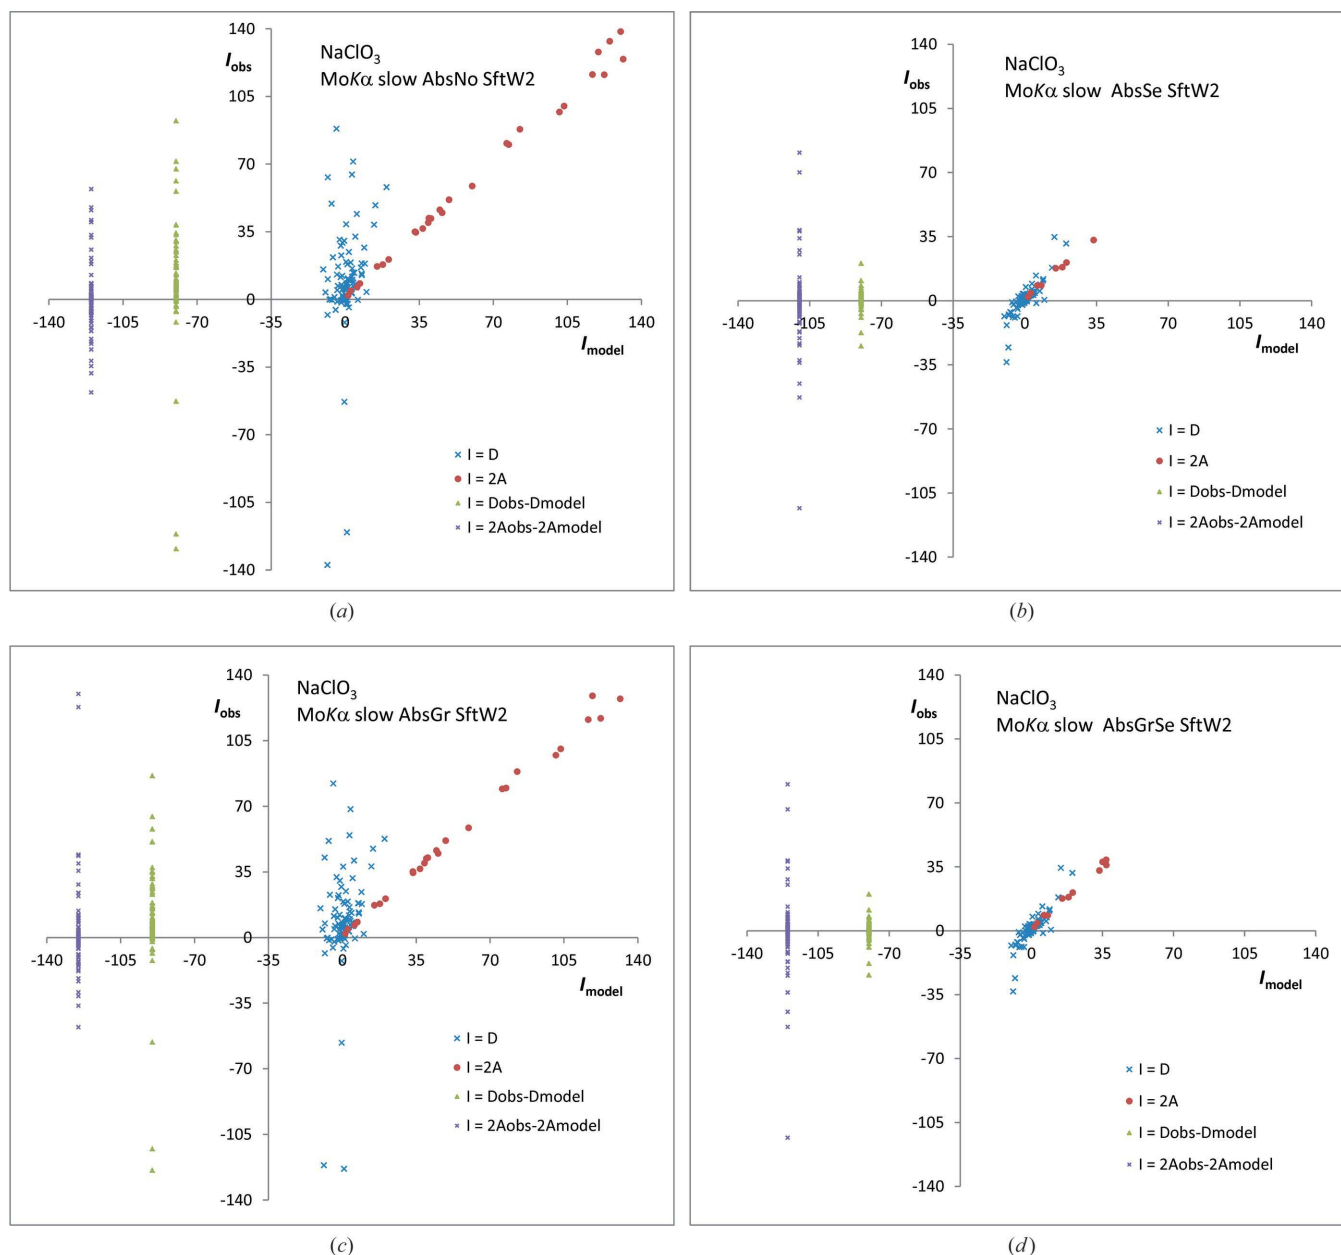 140
NaClO3
Iobs
MoKα slow AbsNo SftW2
105
70
35
0
-140 -105 -70 -35 0 35 70 105 140
Imodel
-35
-70
I = D
I = 2A
-105
I = Dobs-Dmodel
I = 2Aobs-2Amodel
-140
(a)
140
NaClO3
Iobs
MoKα slow AbsSe SftW2
105
70
35
0
-140 -105 -70 -35 0 35 70 105 140
Imodel
-35
-70
I = D
I = 2A
I = Dobs-Dmodel
-105
I = 2Aobs-2Amodel
-140
(b)
140
NaClO3
Iobs
MoKα slow AbsGr SftW2
105
70
35
0
-140 -105 -70 -35 0 35 70 105 140
Imodel
-35
I = D
-70
I =2A
I = Dobs-Dmodel
I = 2Aobs-2Amodel
-105
-140
(c)
140
NaClO3
Iobs
MoKα slow AbsGrSe SftW2
105
70
35
0
-140 -105 -70 -35 0 35 70 105 140
Imodel
-35
-70
I = D
I = 2A
-105
I = Dobs-Dmodel
I = 2Aobs-2Amodel
-140
(d)